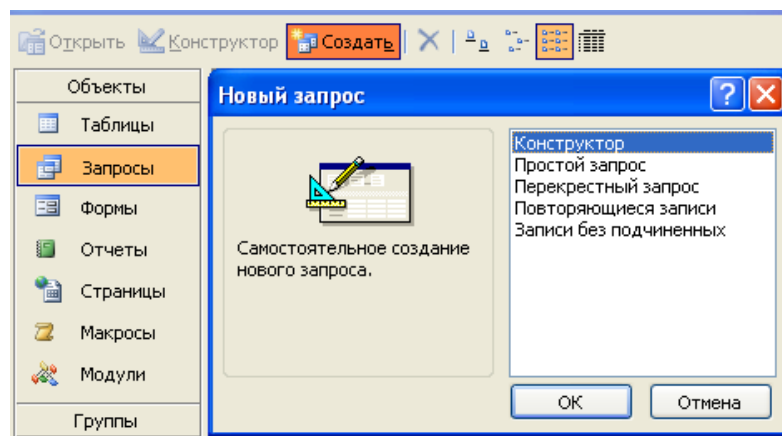 Открыть Конструктор Создать
Объекты
Таблицы
Запросы
Формы
Отчеты
Страницы
Макросы
Модули
Группы
Новый запрос
Самостоятельное создание
нового запроса.
Конструктор
Простой запрос
Перекрестный запрос
Повторяющиеся записи
Записи без подчиненных
ОК
Отмена